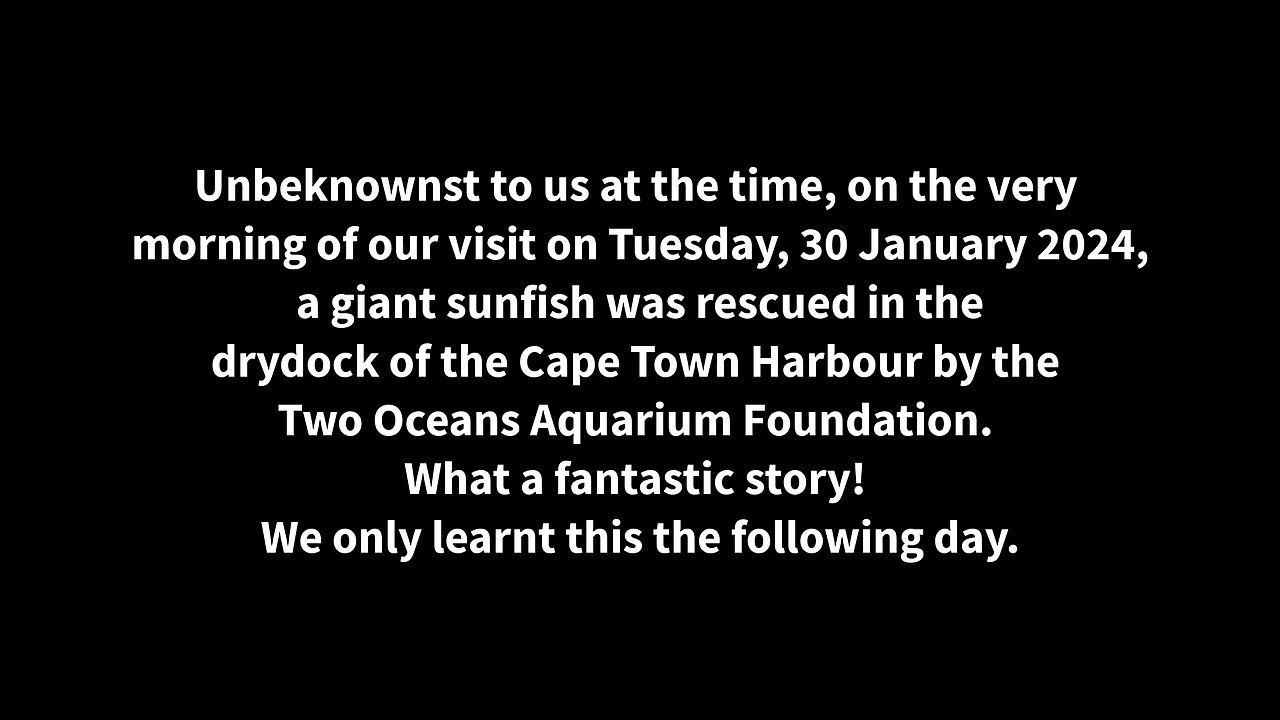 Unbeknownst to us at the time, on the very
morning of our visit on Tuesday, 30 January 2024,
a giant sunfish was rescued in the
drydock of the Cape Town Harbour by the
Two Oceans Aquarium Foundation.
What a fantastic story!
We only learnt this the following day.